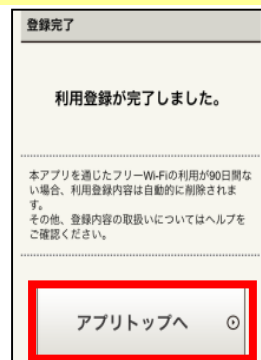 登録完了
利用登録が完了しました。
本アプリを通じたフリーWi-Fiの利用が90日間な
い場合、利用登録内容は自動的に削除されま
す。
その他、登録内容の取扱いについてはヘルプを
ご確認ください。
アプリトップへ